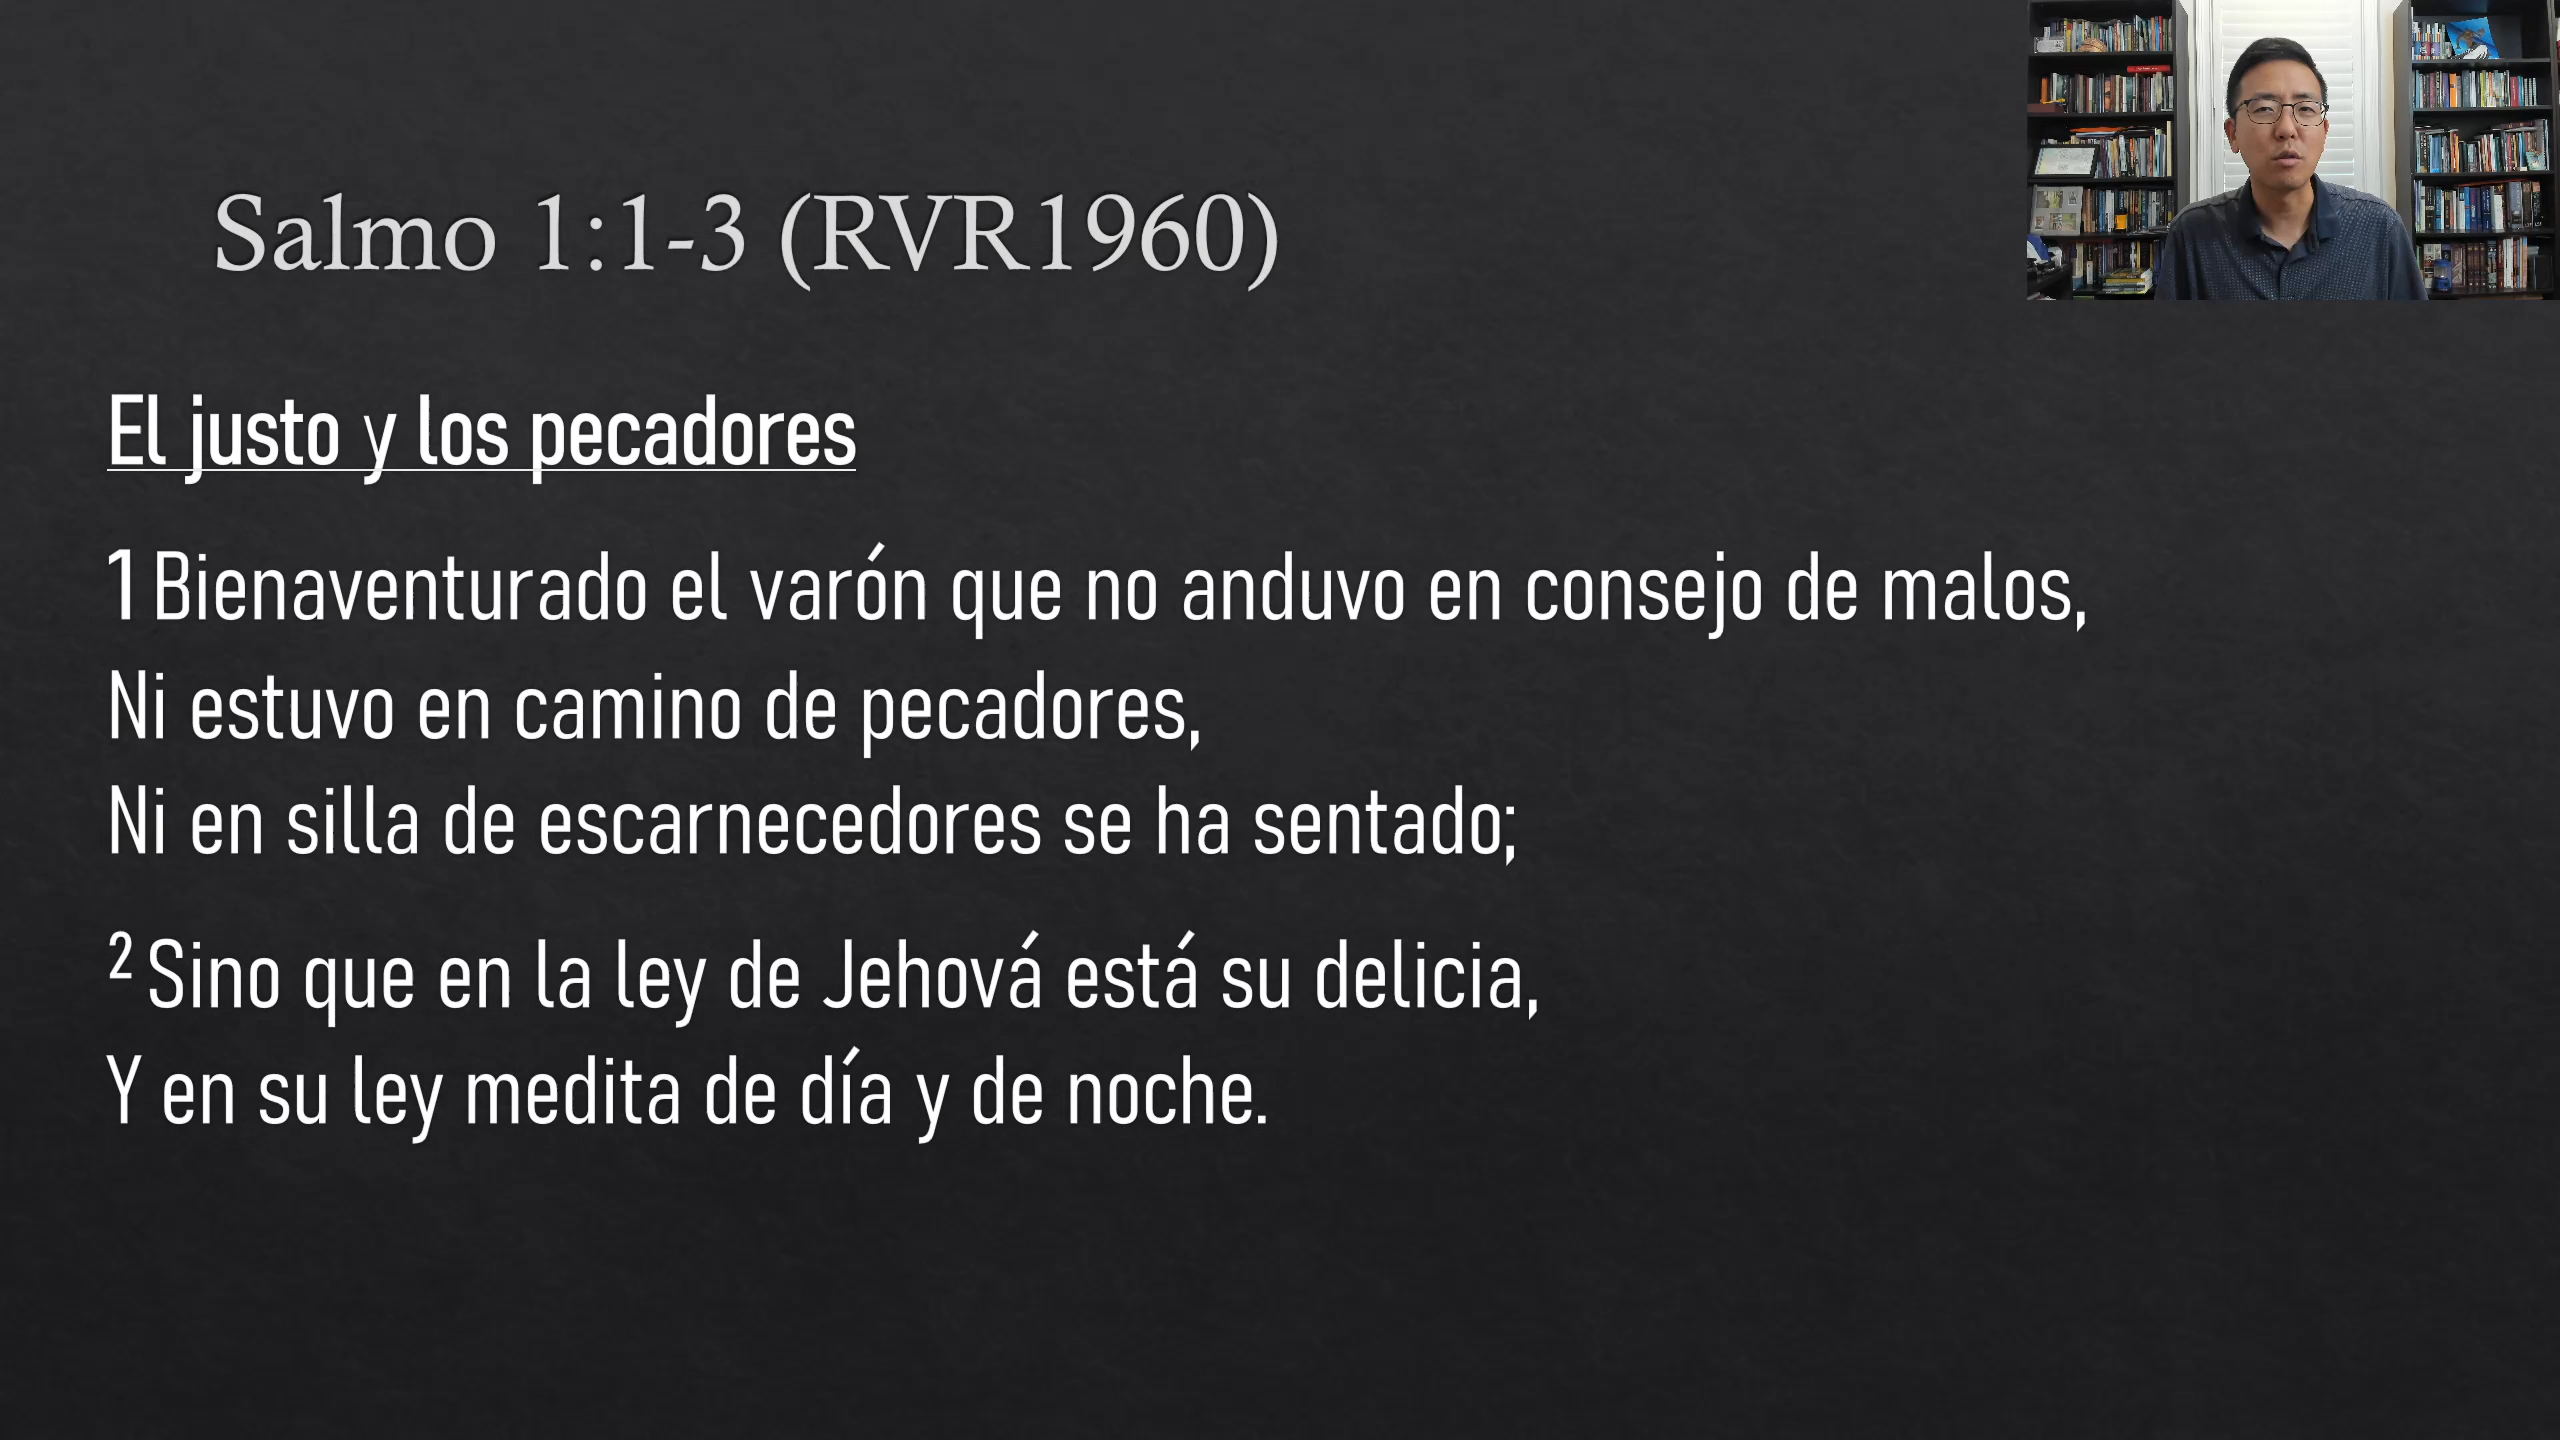 Salmo 1:1-3 (RVR1960)
El justo y los pecadores
1 Bienaventurado el varón que no anduvo en consejo de malos,
Ni estuvo en camino de pecadores,
Ni en silla de escarnecedores se ha sentado;
² Sino que en la ley de Jehová está su delicia,
Y en su ley medita de día y de noche.